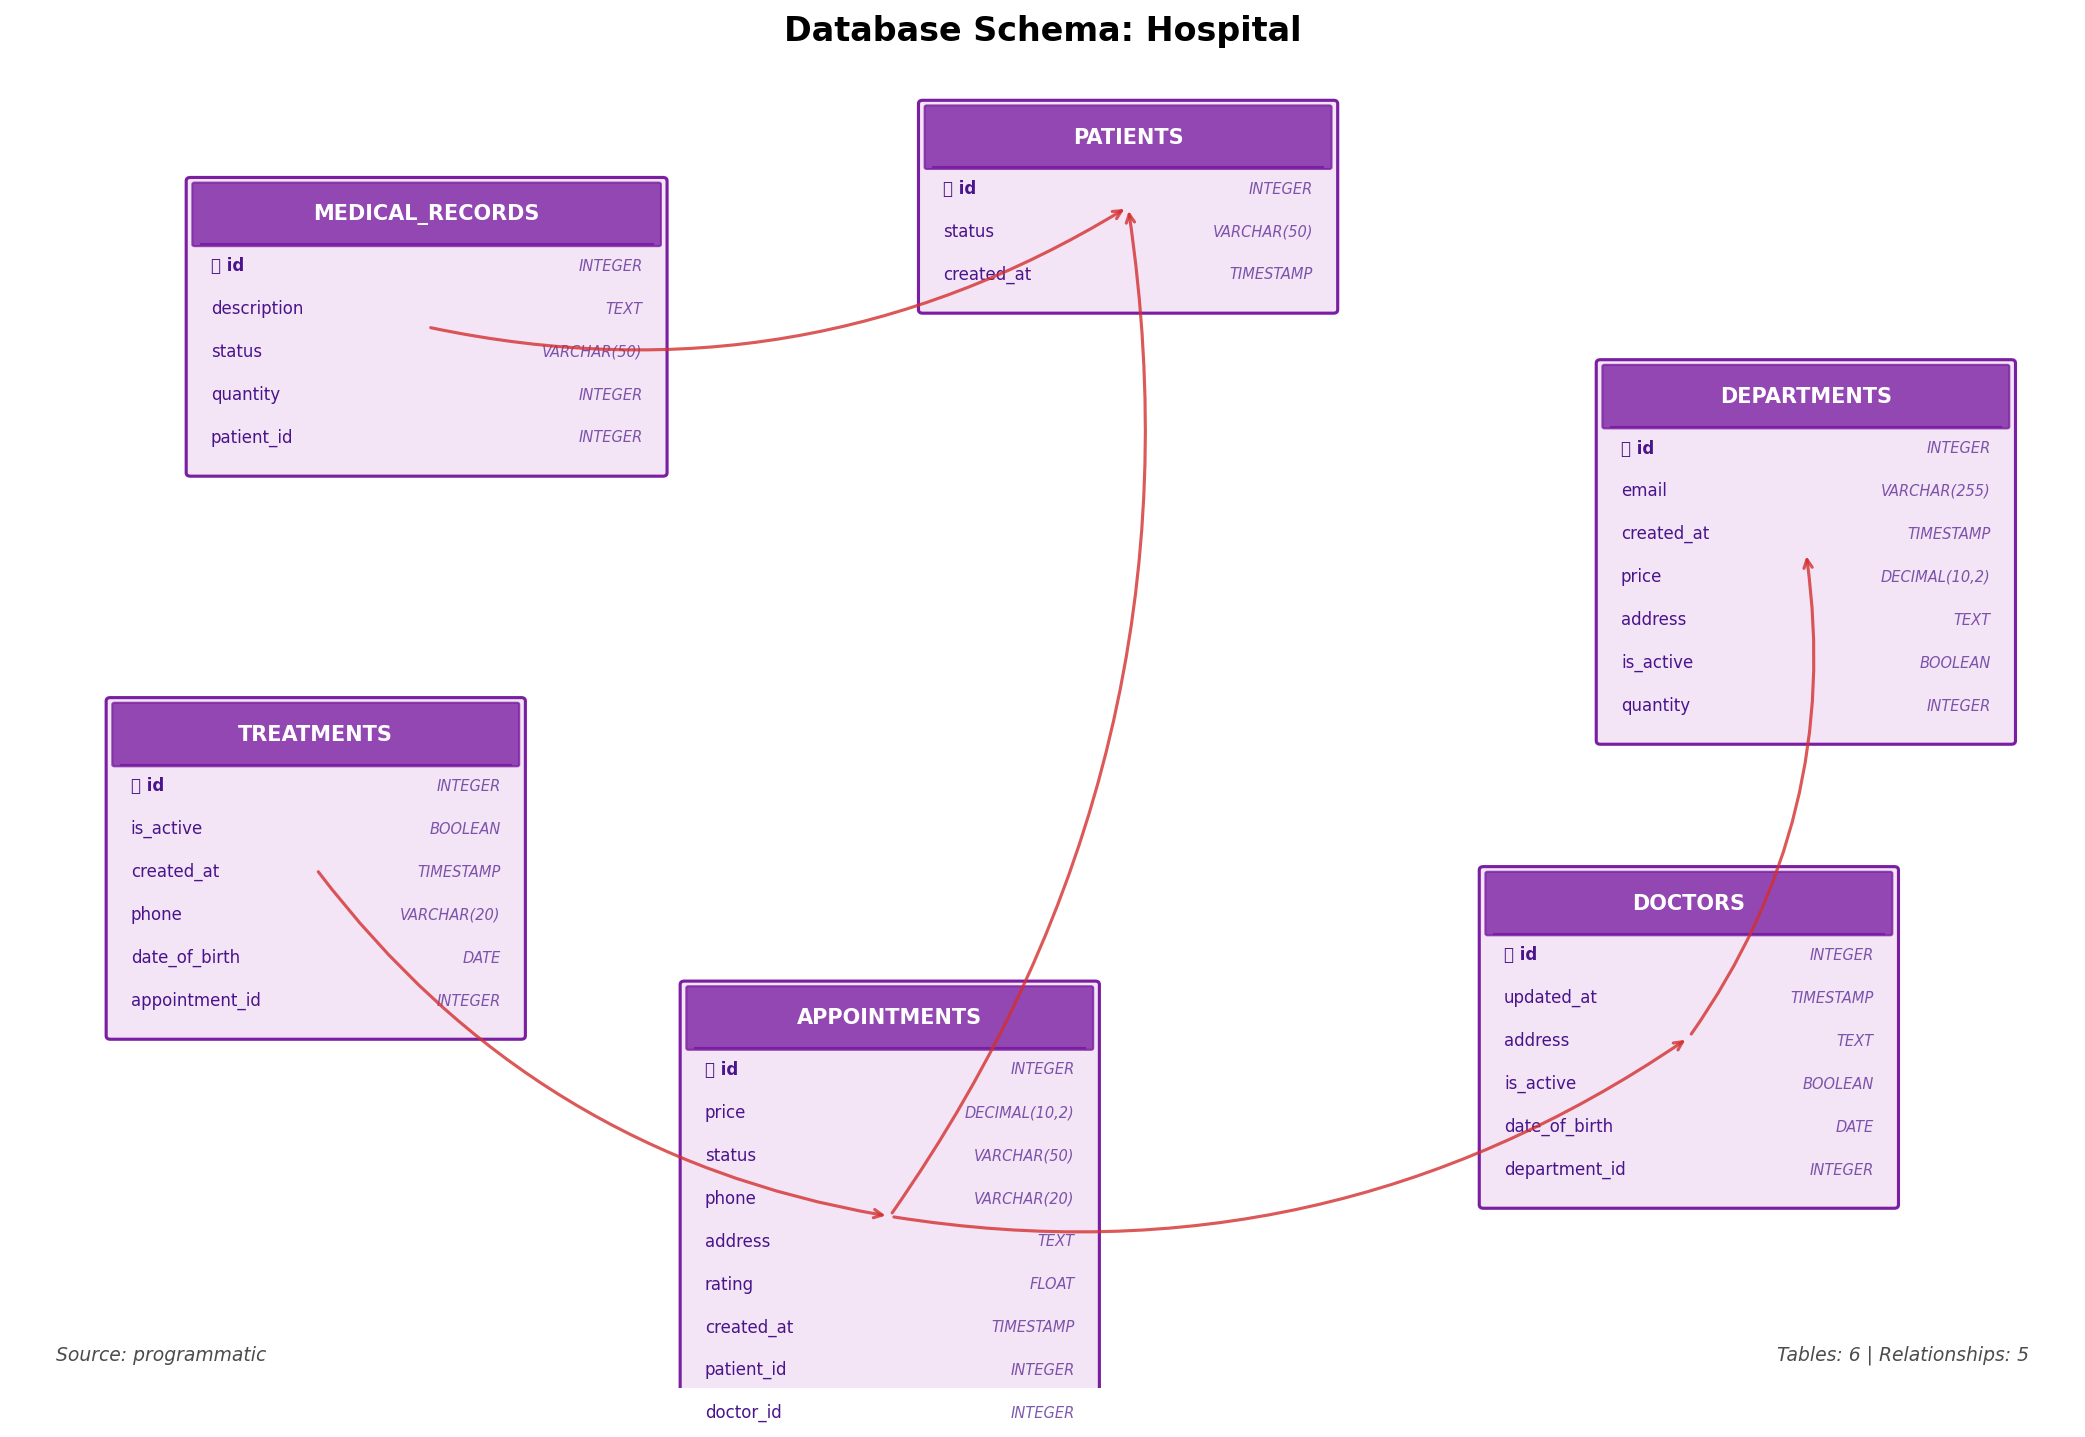 Database Schema: Hospital
PATIENTS
id INTEGER
status VARCHAR(50)
created_at TIMESTAMP
MEDICAL_RECORDS
id INTEGER
description TEXT
status VARCHAR(50)
quantity INTEGER
patient_id INTEGER
DEPARTMENTS
id INTEGER
email VARCHAR(255)
created_at TIMESTAMP
price DECIMAL(10,2)
address TEXT
is_active BOOLEAN
quantity INTEGER
TREATMENTS
id INTEGER
is_active BOOLEAN
created_at TIMESTAMP
phone VARCHAR(20)
date_of_birth DATE
appointment_id INTEGER
DOCTORS
id INTEGER
updated_at TIMESTAMP
address TEXT
is_active BOOLEAN
date_of_birth DATE
department_id INTEGER
APPOINTMENTS
id INTEGER
price DECIMAL(10,2)
status VARCHAR(50)
phone VARCHAR(20)
address TEXT
rating FLOAT
created_at TIMESTAMP
patient_id INTEGER
doctor_id INTEGER
Source: programmatic
Tables: 6 | Relationships: 5